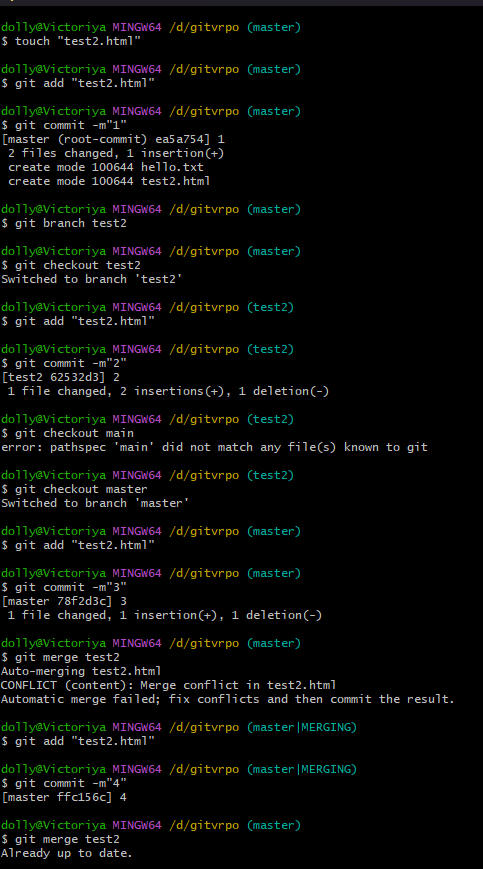 dolly@Victoriya MINGW64 /d/gitvrpo (master)
$ touch "test2.html"
dolly@Victoriya MINGW64 /d/gitvrpo (master)
$ git add "test2.html"
dolly@Victoriya MINGW64 /d/gitvrpo (master)
$ git commit -m"1"
[master (root-commit) ea5a754] 1
 2 files changed, 1 insertion(+)
 create mode 100644 hello.txt
 create mode 100644 test2.html
dolly@Victoriya MINGW64 /d/gitvrpo (master)
$ git branch test2
dolly@Victoriya MINGW64 /d/gitvrpo (master)
$ git checkout test2
Switched to branch 'test2'
dolly@Victoriya MINGW64 /d/gitvrpo (test2)
$ git add "test2.html"
dolly@Victoriya MINGW64 /d/gitvrpo (test2)
$ git commit -m"2"
[test2 62532d3] 2
 1 file changed, 2 insertions(+), 1 deletion(-)
dolly@Victoriya MINGW64 /d/gitvrpo (test2)
$ git checkout main
error: pathspec 'main' did not match any file(s) known to git
dolly@Victoriya MINGW64 /d/gitvrpo (test2)
$ git checkout master
Switched to branch 'master'
dolly@Victoriya MINGW64 /d/gitvrpo (master)
$ git add "test2.html"
dolly@Victoriya MINGW64 /d/gitvrpo (master)
$ git commit -m"3"
[master 78f2d3c] 3
 1 file changed, 1 insertion(+), 1 deletion(-)
dolly@Victoriya MINGW64 /d/gitvrpo (master)
$ git merge test2
Auto-merging test2.html
CONFLICT (content): Merge conflict in test2.html
Automatic merge failed; fix conflicts and then commit the result.
dolly@Victoriya MINGW64 /d/gitvrpo (master|MERGING)
$ git add "test2.html"
dolly@Victoriya MINGW64 /d/gitvrpo (master|MERGING)
$ git commit -m"4"
[master ffc156c] 4
dolly@Victoriya MINGW64 /d/gitvrpo (master)
$ git merge test2
Already up to date.